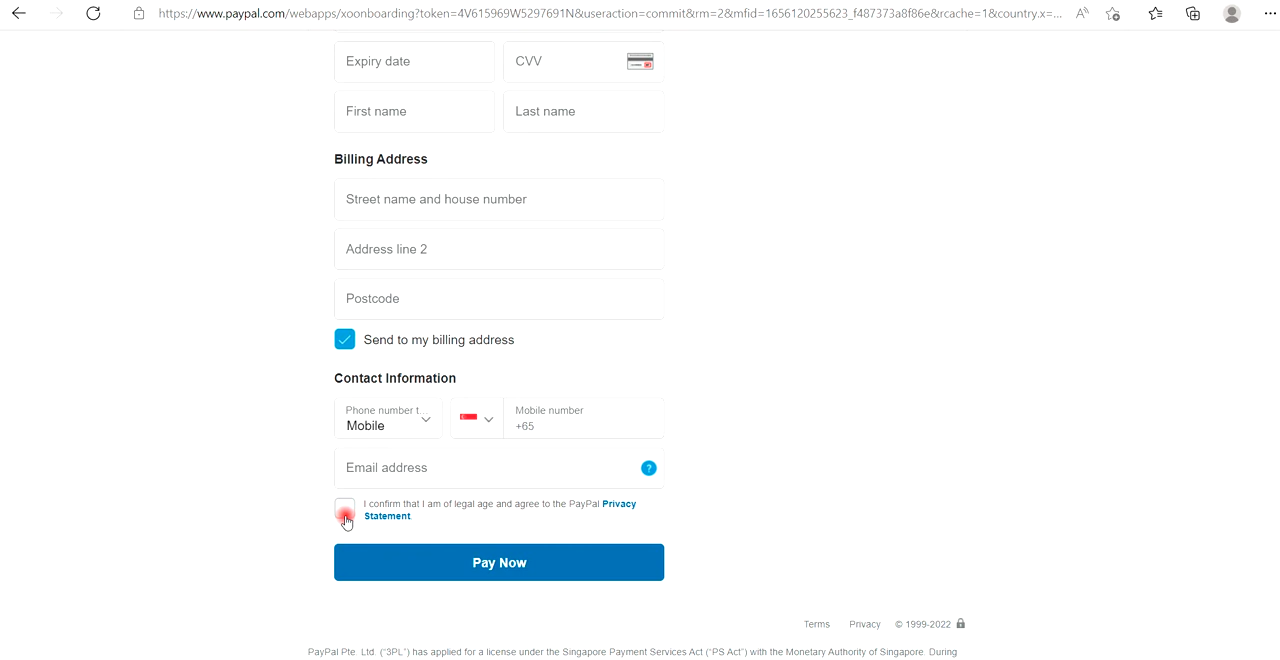 https://www.paypal.com/webapps/xoonboarding?token=4V615969W5297691N&useraction=commit&rm=2&mfid=1656120255623_f487373a8f86e&rcache=1&country.x=...
Expiry date
CVV
First name
Last name
Billing Address
Street name and house number
Address line 2
Postcode
Send to my billing address
Contact Information
Phone number t...
Mobile
Mobile number
+65
Email address
?
I confirm that I am of legal age and agree to the PayPal Privacy
Statement
Pay Now
Terms Privacy © 1999-2022
PayPal Pte. Ltd. ("3PL") has applied for a license under the Singapore Payment Services Act ("PS Act") with the Monetary Authority of Singapore. During